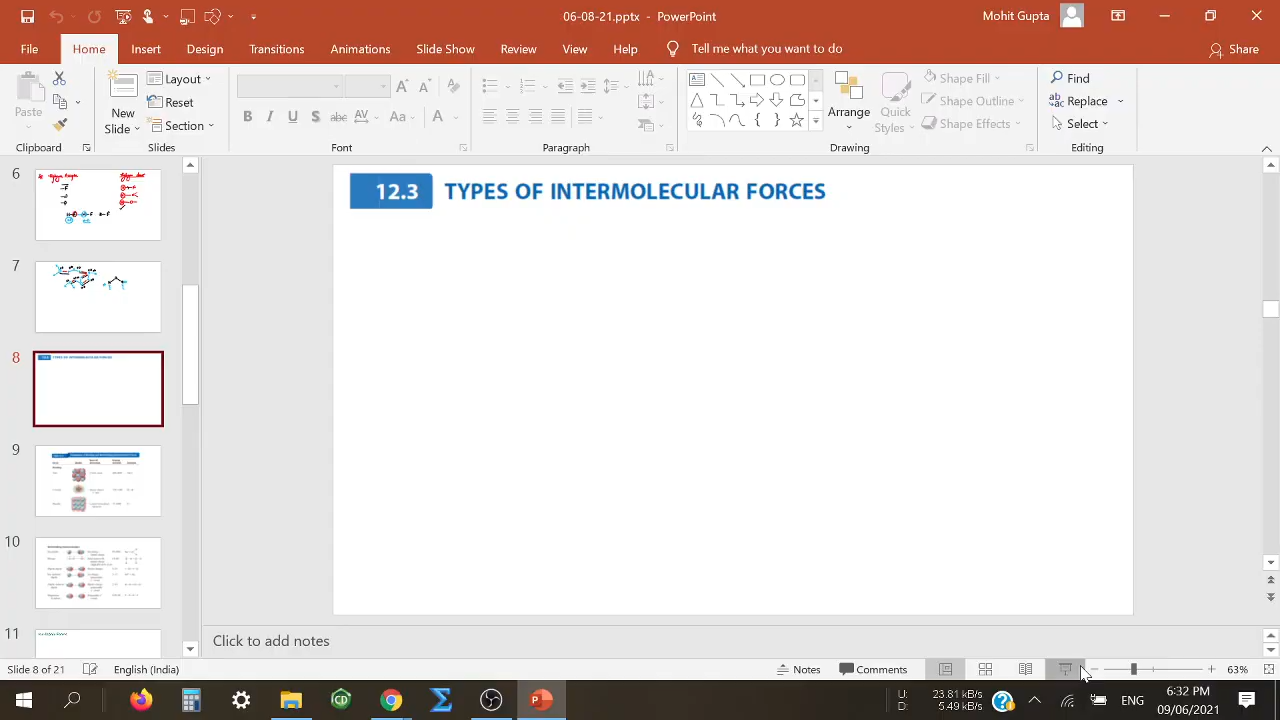 06-08-21.pptx - PowerPoint
Mohit Gupta
File Home Insert Design Transitions Animations Slide Show Review View Help Tell me what you want to do Share
Paste
New Slide
Layout
Reset
Section
B I U S abc AV Aa A
Arrange
Quick Styles
Shape Fill
Shape Outline
Shape Effects
Find
Replace
Select
Clipboard Slides Font Paragraph Drawing Editing
6
7
8
9
10
11
12.3 TYPES OF INTERMOLECULAR FORCES
Click to add notes
Slide 8 of 21 English (India) Notes Comments 63%
U: 23.81 kB/s
D: 5.49 kB/s
ENG
6:32 PM
09/06/2021